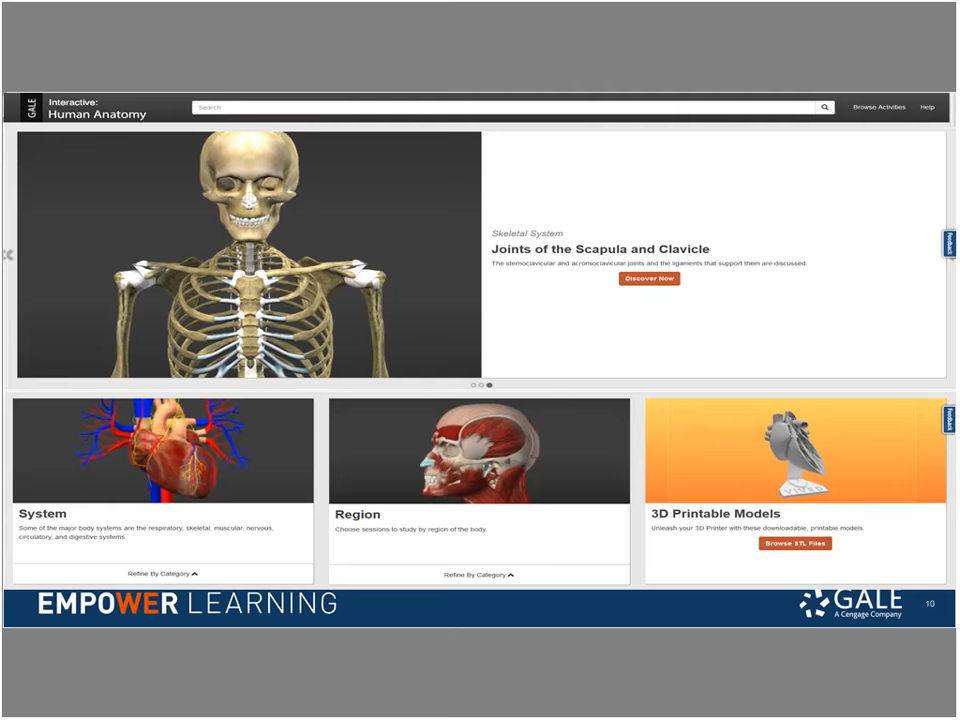 GALE
Interactive:
Human Anatomy
Search
Browse Activities
Help
Skeletal System
Joints of the Scapula and Clavicle
The sternoclavicular and acromioclavicular joints and the ligaments that support them are discussed.
Discover Now
Feedback
System
Some of the major body systems are the respiratory, skeletal, muscular, nervous,
circulatory, and digestive systems.
Refine By Category
Region
Choose sessions to study by region of the body.
Refine By Category
3D Printable Models
Unleash your 3D Printer with these downloadable, printable models.
Browse STL Files
Feedback
EMPOWER LEARNING
GALE
A Cengage Company
10